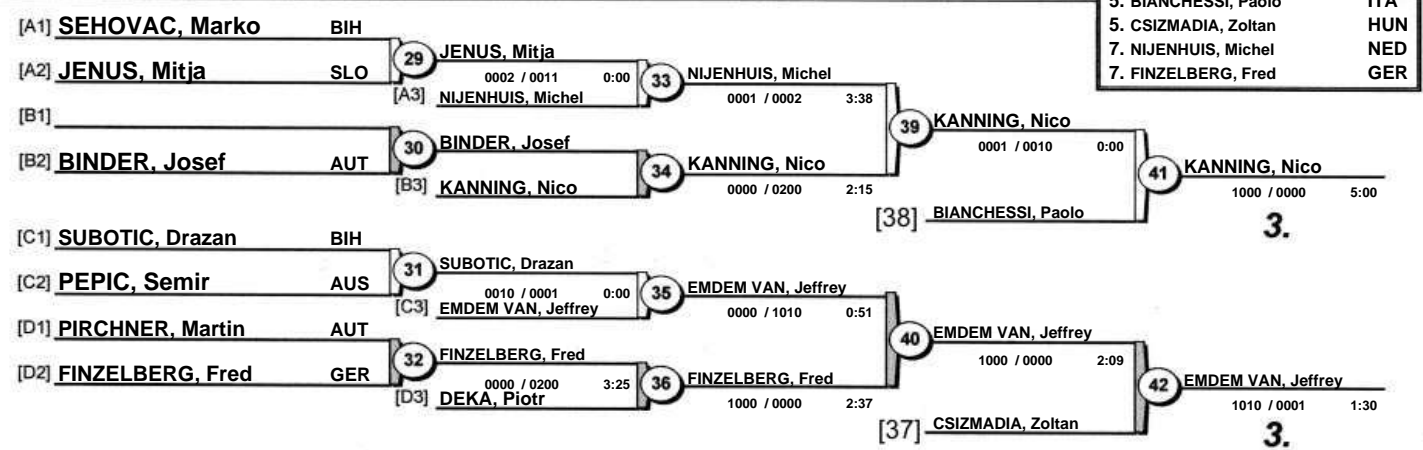 5. BIANCHESSI, Paolo ITA
5. CSIZMADIA, Zoltan HUN
7. NIJENHUIS, Michel NED
7. FINZELBERG, Fred GER
[A1] SEHOVAC, Marko BIH
29
JENUS, Mitja
[A2] JENUS, Mitja SLO
0002 / 0011 0:00
[A3] NIJENHUIS, Michel
33
NIJENHUIS, Michel
0001 / 0002 3:38
[B1]
30
BINDER, Josef
[B2] BINDER, Josef AUT
[B3] KANNING, Nico
34
KANNING, Nico
0000 / 0200 2:15
39
KANNING, Nico
0001 / 0010 0:00
[38] BIANCHESSI, Paolo
41
KANNING, Nico
1000 / 0000 5:00
3.
[C1] SUBOTIC, Drazan BIH
31
SUBOTIC, Drazan
[C2] PEPIC, Semir AUS
0010 / 0001 0:00
[C3] EMDEM VAN, Jeffrey
35
EMDEM VAN, Jeffrey
0000 / 1010 0:51
[D1] PIRCHNER, Martin AUT
32
FINZELBERG, Fred
[D2] FINZELBERG, Fred GER
0000 / 0200 3:25
[D3] DEKA, Piotr
36
FINZELBERG, Fred
1000 / 0000 2:37
40
EMDEM VAN, Jeffrey
1000 / 0000 2:09
[37] CSIZMADIA, Zoltan
42
EMDEM VAN, Jeffrey
1010 / 0001 1:30
3.